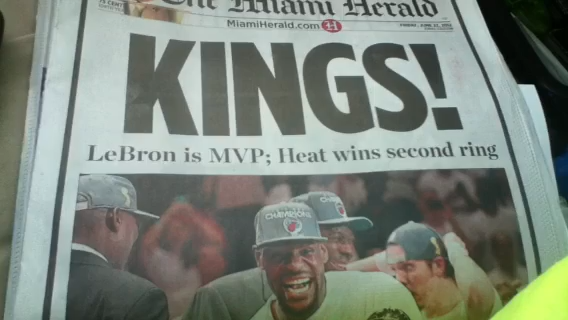 The Miami Herald
MiamiHerald.com H
KINGS!
LeBron is MVP; Heat wins second ring
CHAMPIONS